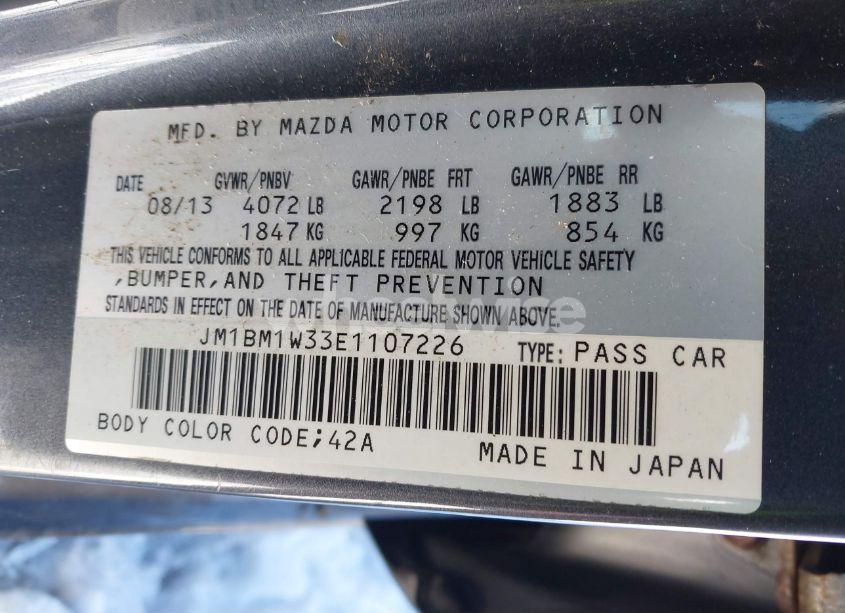 MFD. BY MAZDA MOTOR CORPORATION
DATE GVWR/PNBV GAWR/PNBE FRT GAWR/PNBE RR
08/13 4072 LB 2198 LB 1883 LB
1847 KG 997 KG 854 KG
THIS VEHICLE CONFORMS TO ALL APPLICABLE FEDERAL MOTOR VEHICLE SAFETY
,BUMPER,AND THEFT PREVENTION
STANDARDS IN EFFECT ON THE DATE OF MANUFACTURE SHOWN ABOVE.
JM1BM1W33E1107226 TYPE: PASS CAR
BODY COLOR CODE;42A MADE IN JAPAN